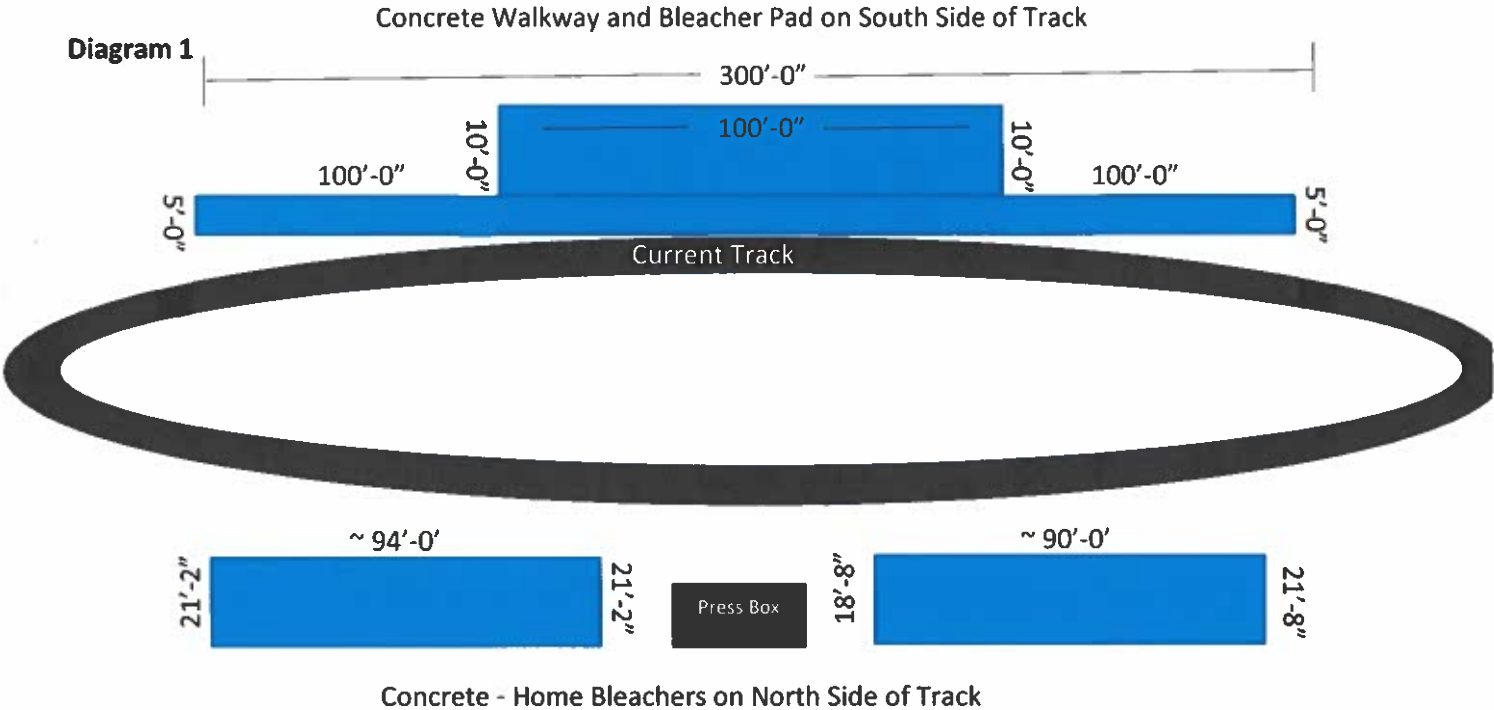 Concrete Walkway and Bleacher Pad on South Side of Track
Diagram 1
300’-0”
100’-0”
10’-0”
10’-0”
100’-0”
100’-0”
5’-0”
5’-0”
Current Track
~ 94’-0’
~ 90’-0’
21’-2”
21’-2”
Press Box
18’-8”
21’-8”
Concrete - Home Bleachers on North Side of Track